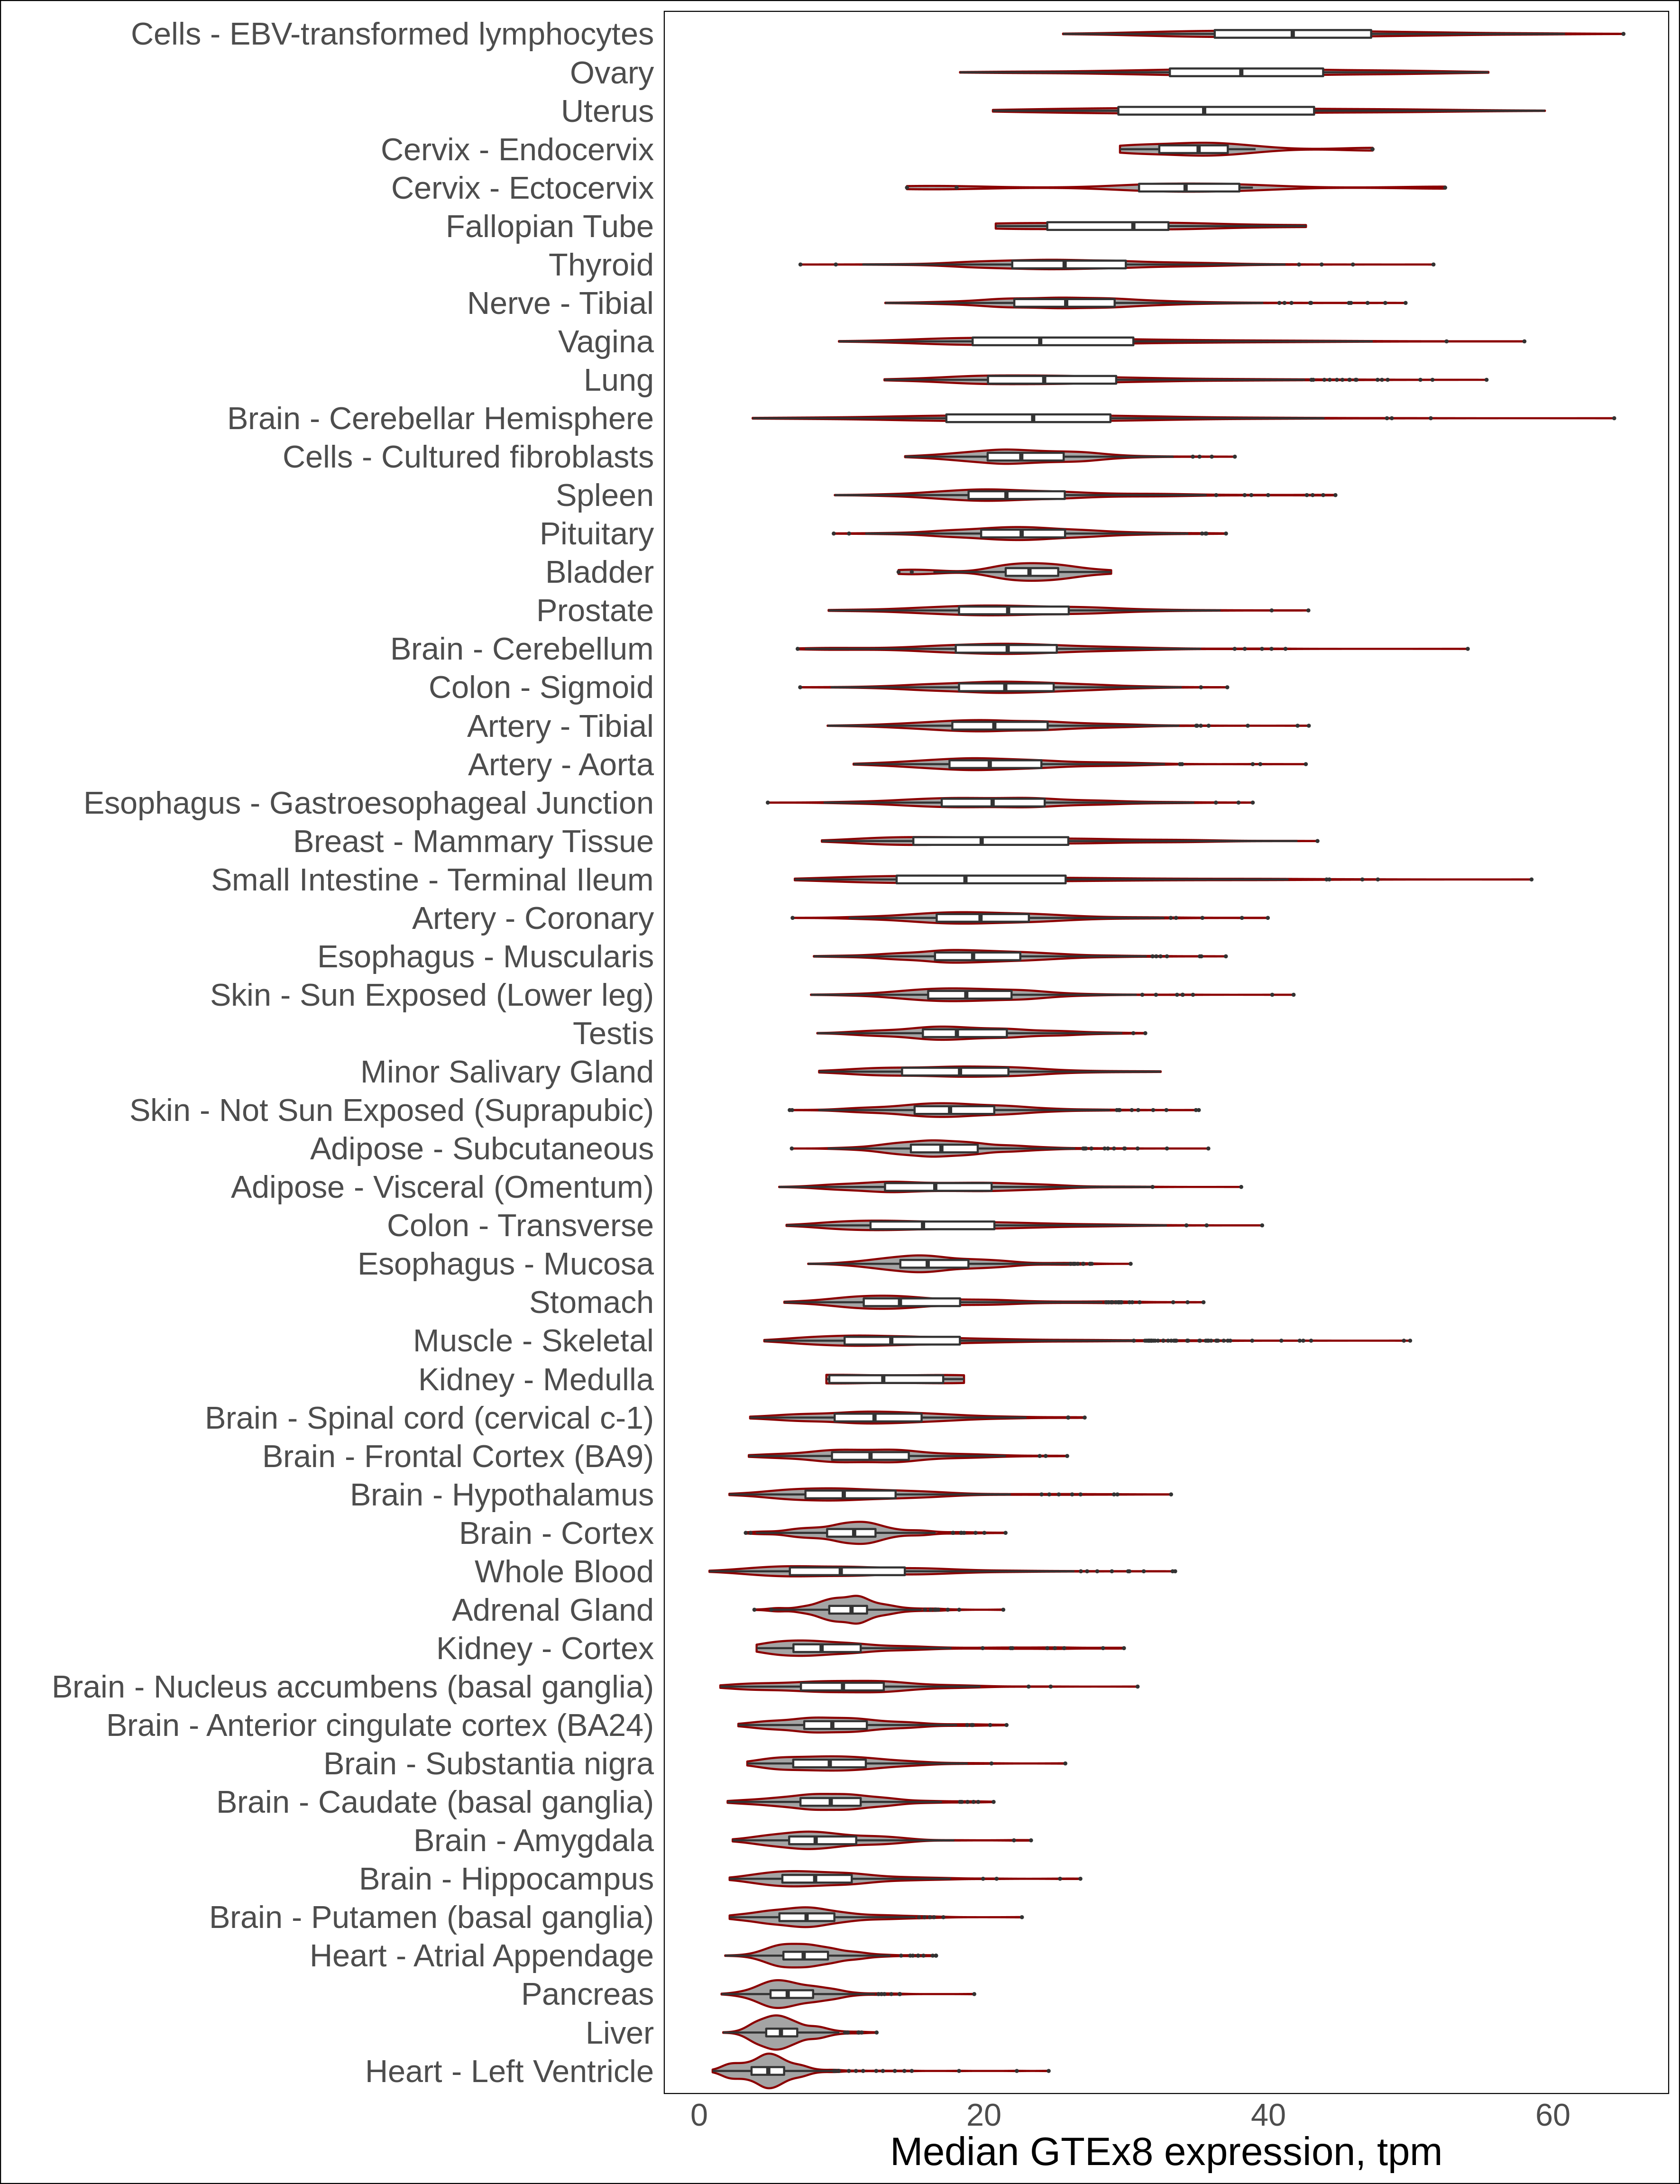 Cells - EBV-transformed lymphocytes
Ovary
Uterus
Cervix - Endocervix
Cervix - Ectocervix
Fallopian Tube
Thyroid
Nerve - Tibial
Vagina
Lung
Brain - Cerebellar Hemisphere
Cells - Cultured fibroblasts
Spleen
Pituitary
Bladder
Prostate
Brain - Cerebellum
Colon - Sigmoid
Artery - Tibial
Artery - Aorta
Esophagus - Gastroesophageal Junction
Breast - Mammary Tissue
Small Intestine - Terminal Ileum
Artery - Coronary
Esophagus - Muscularis
Skin - Sun Exposed (Lower leg)
Testis
Minor Salivary Gland
Skin - Not Sun Exposed (Suprapubic)
Adipose - Subcutaneous
Adipose - Visceral (Omentum)
Colon - Transverse
Esophagus - Mucosa
Stomach
Muscle - Skeletal
Kidney - Medulla
Brain - Spinal cord (cervical c-1)
Brain - Frontal Cortex (BA9)
Brain - Hypothalamus
Brain - Cortex
Whole Blood
Adrenal Gland
Kidney - Cortex
Brain - Nucleus accumbens (basal ganglia)
Brain - Anterior cingulate cortex (BA24)
Brain - Substantia nigra
Brain - Caudate (basal ganglia)
Brain - Amygdala
Brain - Hippocampus
Brain - Putamen (basal ganglia)
Heart - Atrial Appendage
Pancreas
Liver
Heart - Left Ventricle
0 20 40 60
Median GTEx8 expression, tpm